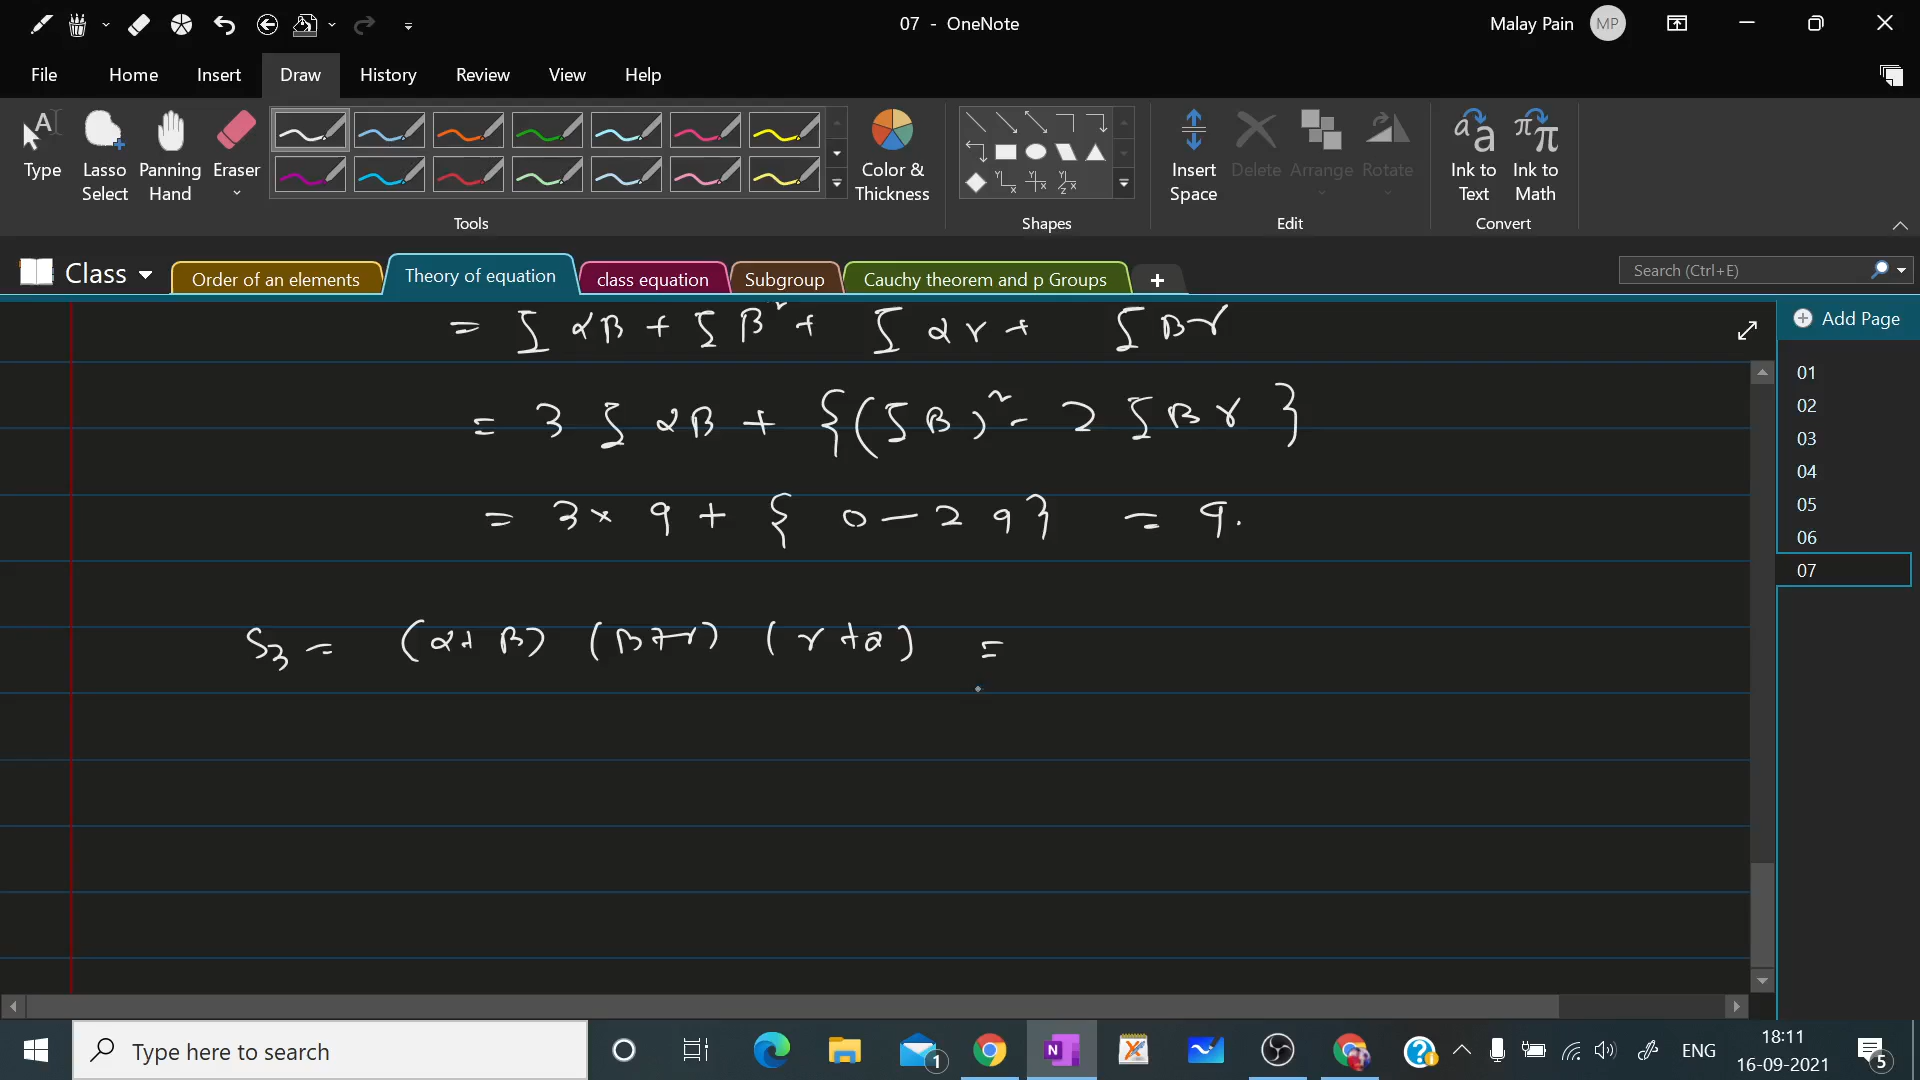 07 - OneNote
Malay Pain
MP
File Home Insert Draw History Review View Help
Type
Lasso Select
Panning Hand
Eraser
Color & Thickness
Insert Space
Delete
Arrange
Rotate
Ink to Text
Ink to Math
Tools
Shapes
Edit
Convert
Class
Order of an elements
Theory of equation
class equation
Subgroup
Cauchy theorem and p Groups
+
Search (Ctrl+E)
Add Page
01
02
03
04
05
06
07
= Σ αβ + Σ β² + Σ αγ + Σ βγ
= 3 Σ αβ + {(Σβ)² - 2 Σ βγ}
= 3 × 9 + { 0 - 2 9} = 9.
S₃ = (α+β) (β+γ) (γ+α) =
Type here to search
1
ENG
18:11
16-09-2021
5